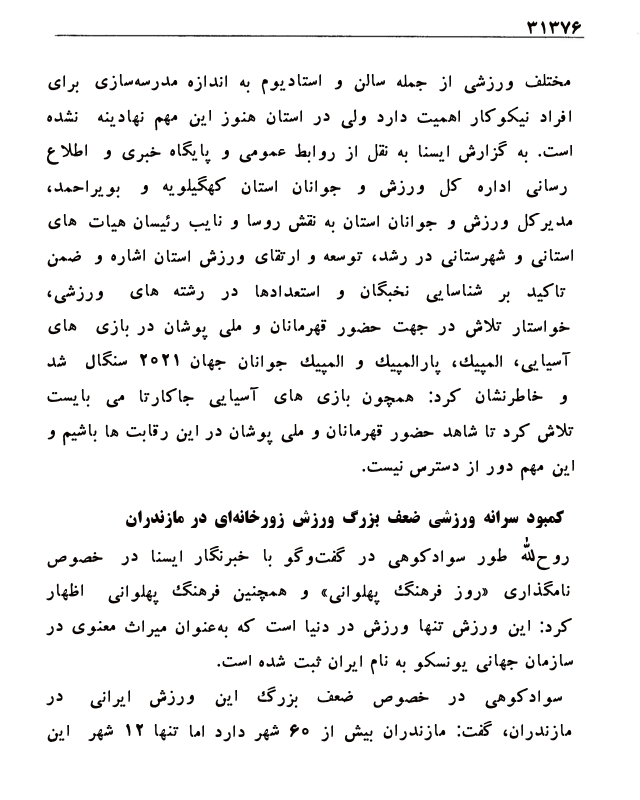 ۳۱۳۷۶
مختلف ورزشی از جمله سالن و استادیوم به اندازه مدرسه‌سازی برای
افراد نیکوکار اهمیت دارد ولی در استان هنوز این مهم نهادینه نشده
است. به گزارش ایسنا به نقل از روابط عمومی و پایگاه خبری و اطلاع
رسانی اداره کل ورزش و جوانان استان کهگیلویه و بویراحمد،
مدیرکل ورزش و جوانان استان به نقش روسا و نایب رئیسان هیات های
استانی و شهرستانی در رشد، توسعه و ارتقای ورزش استان اشاره و ضمن
تاکید بر شناسایی نخبگان و استعدادها در رشته های ورزشی،
خواستار تلاش در جهت حضور قهرمانان و ملی پوشان در بازی های
آسیایی، المپیک، پارالمپیک و المپیک جوانان جهان ۲۰۲۱ سنگال شد
و خاطرنشان کرد: همچون بازی های آسیایی جاکارتا می بایست
تلاش کرد تا شاهد حضور قهرمانان و ملی پوشان در این رقابت ها باشیم و
این مهم دور از دسترس نیست.
کمبود سرانه ورزشی ضعف بزرگ ورزش زورخانه‌ای در مازندران
روح‌الله طور سوادکوهی در گفت‌وگو با خبرنگار ایسنا در خصوص
نامگذاری «روز فرهنگ پهلوانی» و همچنین فرهنگ پهلوانی اظهار
کرد: این ورزش تنها ورزش در دنیا است که به‌عنوان میراث معنوی در
سازمان جهانی یونسکو به نام ایران ثبت شده است.
سوادکوهی در خصوص ضعف بزرگ این ورزش ایرانی در
مازندران، گفت: مازندران بیش از ۶۰ شهر دارد اما تنها ۱۲ شهر این